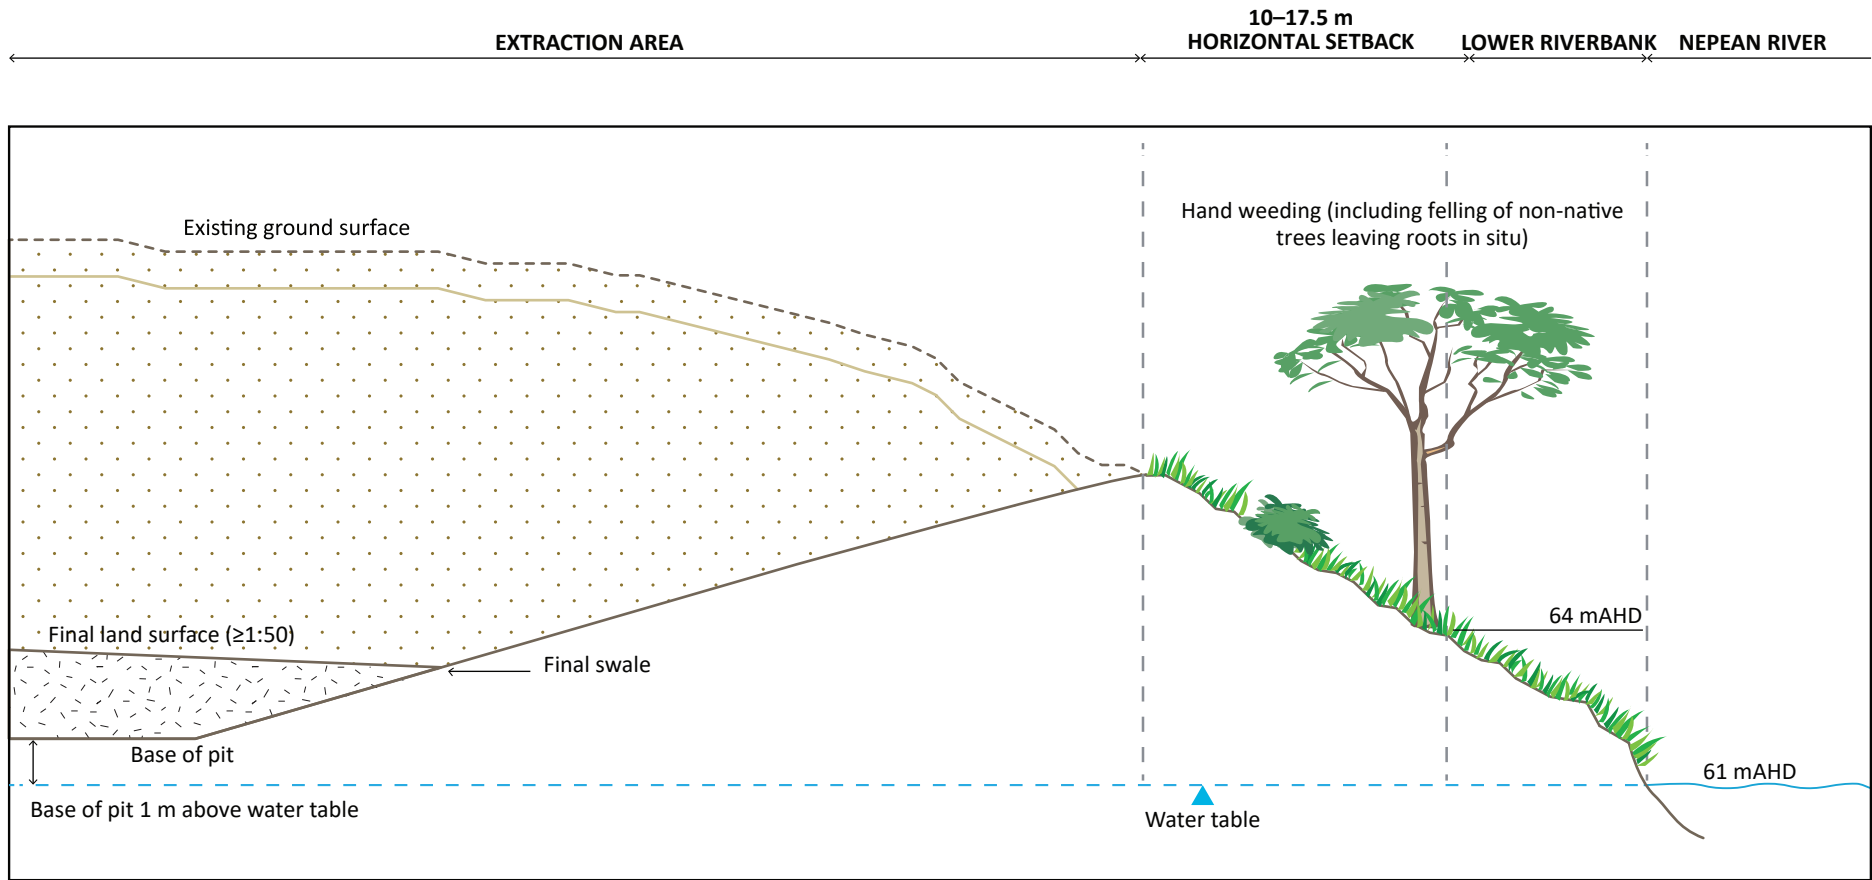 10–17.5 m
EXTRACTION AREA
HORIZONTAL SETBACK
LOWER RIVERBANK
NEPEAN RIVER
Hand weeding (including felling of non-native
trees leaving roots in situ)
Existing ground surface
64 mAHD
Final land surface (≥1:50)
Final swale
Base of pit
61 mAHD
Base of pit 1 m above water table
Water table